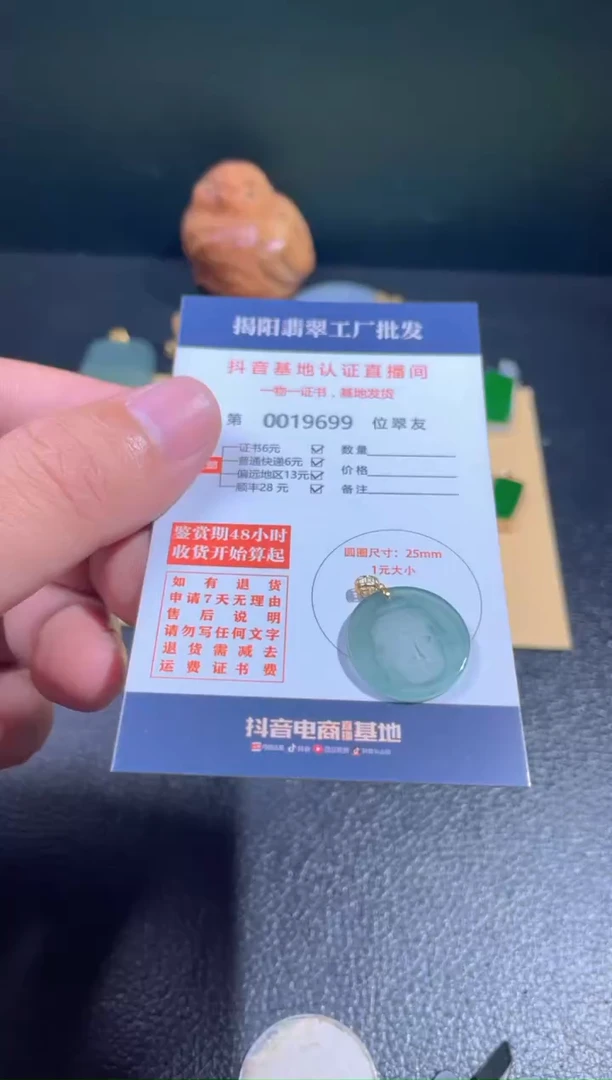 揭阳翡翠工厂批发
抖音基地认证直播间
一物一证书，基地发货
第 0019699 位翠友
证书6元
普通快递6元
偏远地区13元
顺丰28 元
数量
价格
备注
鉴赏期48小时
收货开始算起
如有退货
申请7天无理由
售后说明
请勿写任何文字
退货需减去
运费证书费
圆圈尺寸：25mm
1元大小
抖音电商直播基地
抖音